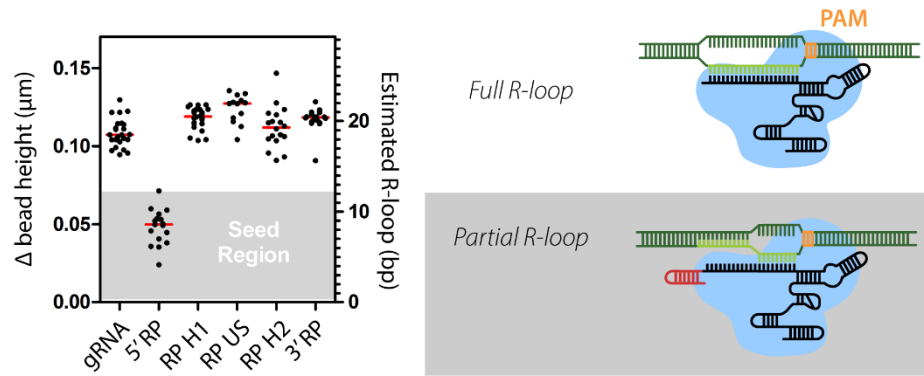 Δ bead height (μm)
0.15
0.10
0.05
0.00
Seed
Region
20
10
0
Estimated R-loop (bp)
gRNA
5′ RP
RP H1
RP US
RP H2
3′ RP
PAM
Full R-loop
Partial R-loop